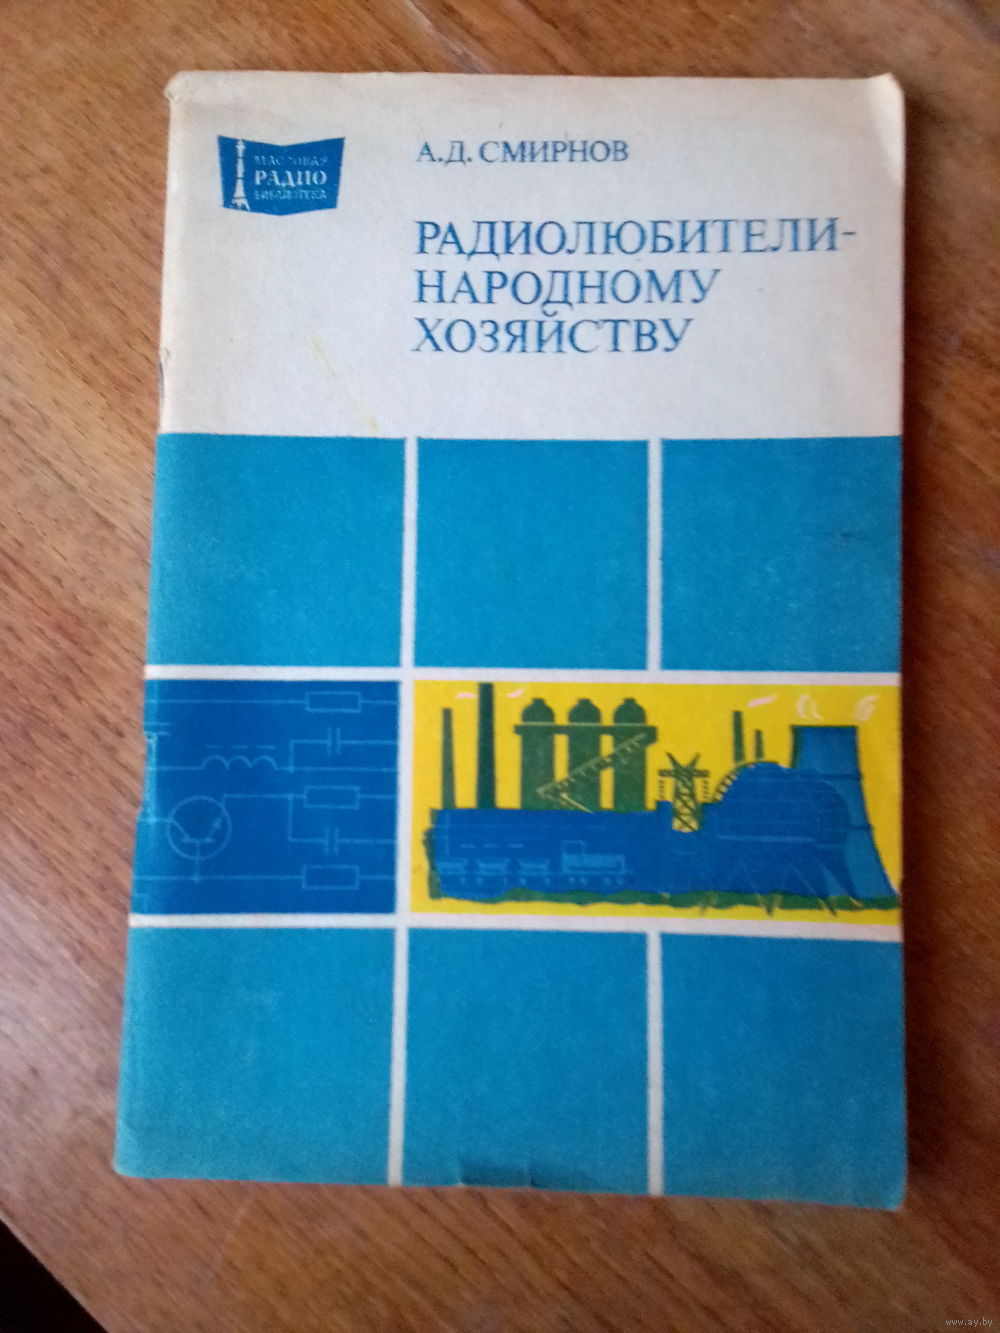 МАССОВАЯ
РАДИО
БИБЛИОТЕКА
А.Д. СМИРНОВ
РАДИОЛЮБИТЕЛИ-
НАРОДНОМУ
ХОЗЯЙСТВУ
www.ay.by